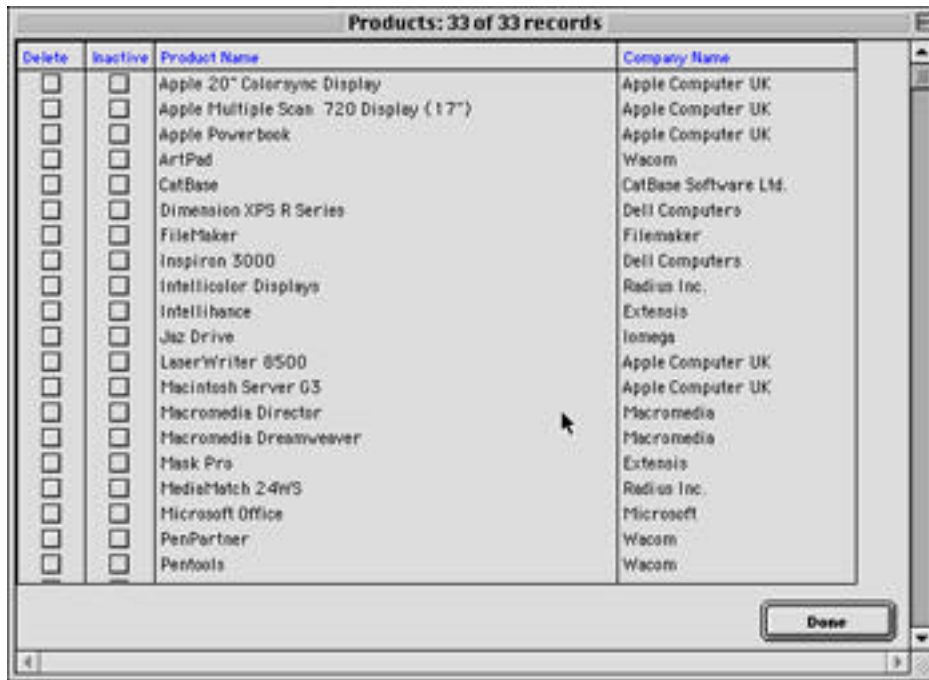 Products: 33 of 33 records
Delete Inactive Product Name Company Name
Apple 20" Colorsync Display Apple Computer UK
Apple Multiple Scan 720 Display (17") Apple Computer UK
Apple Powerbook Apple Computer UK
ArtPad Wacom
CatBase CatBase Software Ltd.
Dimension XPS R Series Dell Computers
FileMaker Filemaker
Inspiron 3000 Dell Computers
Intellicolor Displays Radius Inc.
Intellihance Extensis
Jaz Drive Iomega
LaserWriter 8500 Apple Computer UK
Macintosh Server G3 Apple Computer UK
Macromedia Director Macromedia
Macromedia Dreamweaver Macromedia
Mask Pro Extensis
MediaMatch 24WS Radius Inc.
Microsoft Office Microsoft
PenPartner Wacom
Pentools Wacom
Done